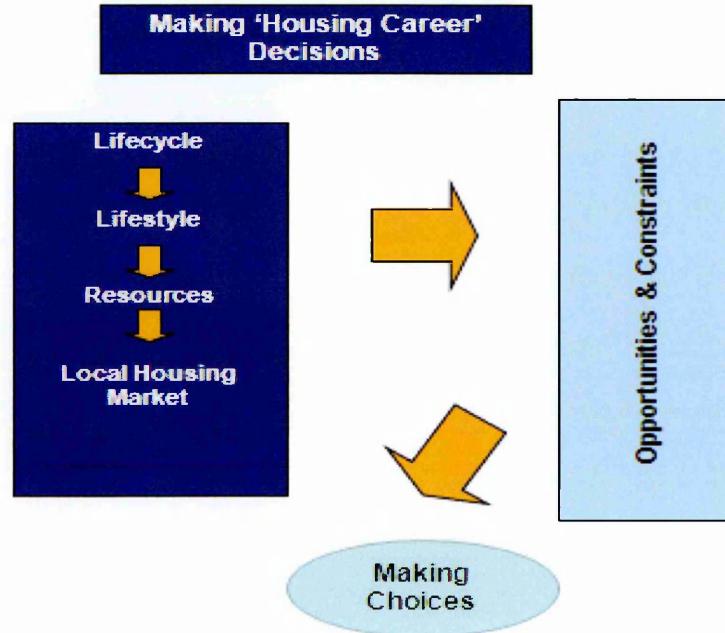 Making ‘Housing Career’
Decisions
Lifecycle
Lifestyle
Resources
Local Housing
Market
Opportunities & Constraints
Making
Choices